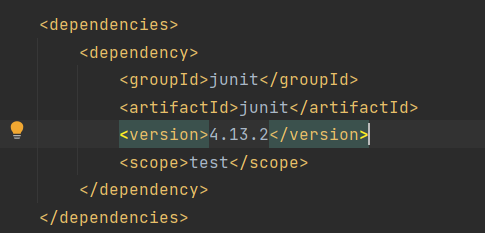 <dependencies>
<dependency>
<groupId>junit</groupId>
<artifactId>junit</artifactId>
<version>4.13.2</version>
<scope>test</scope>
</dependency>
</dependencies>